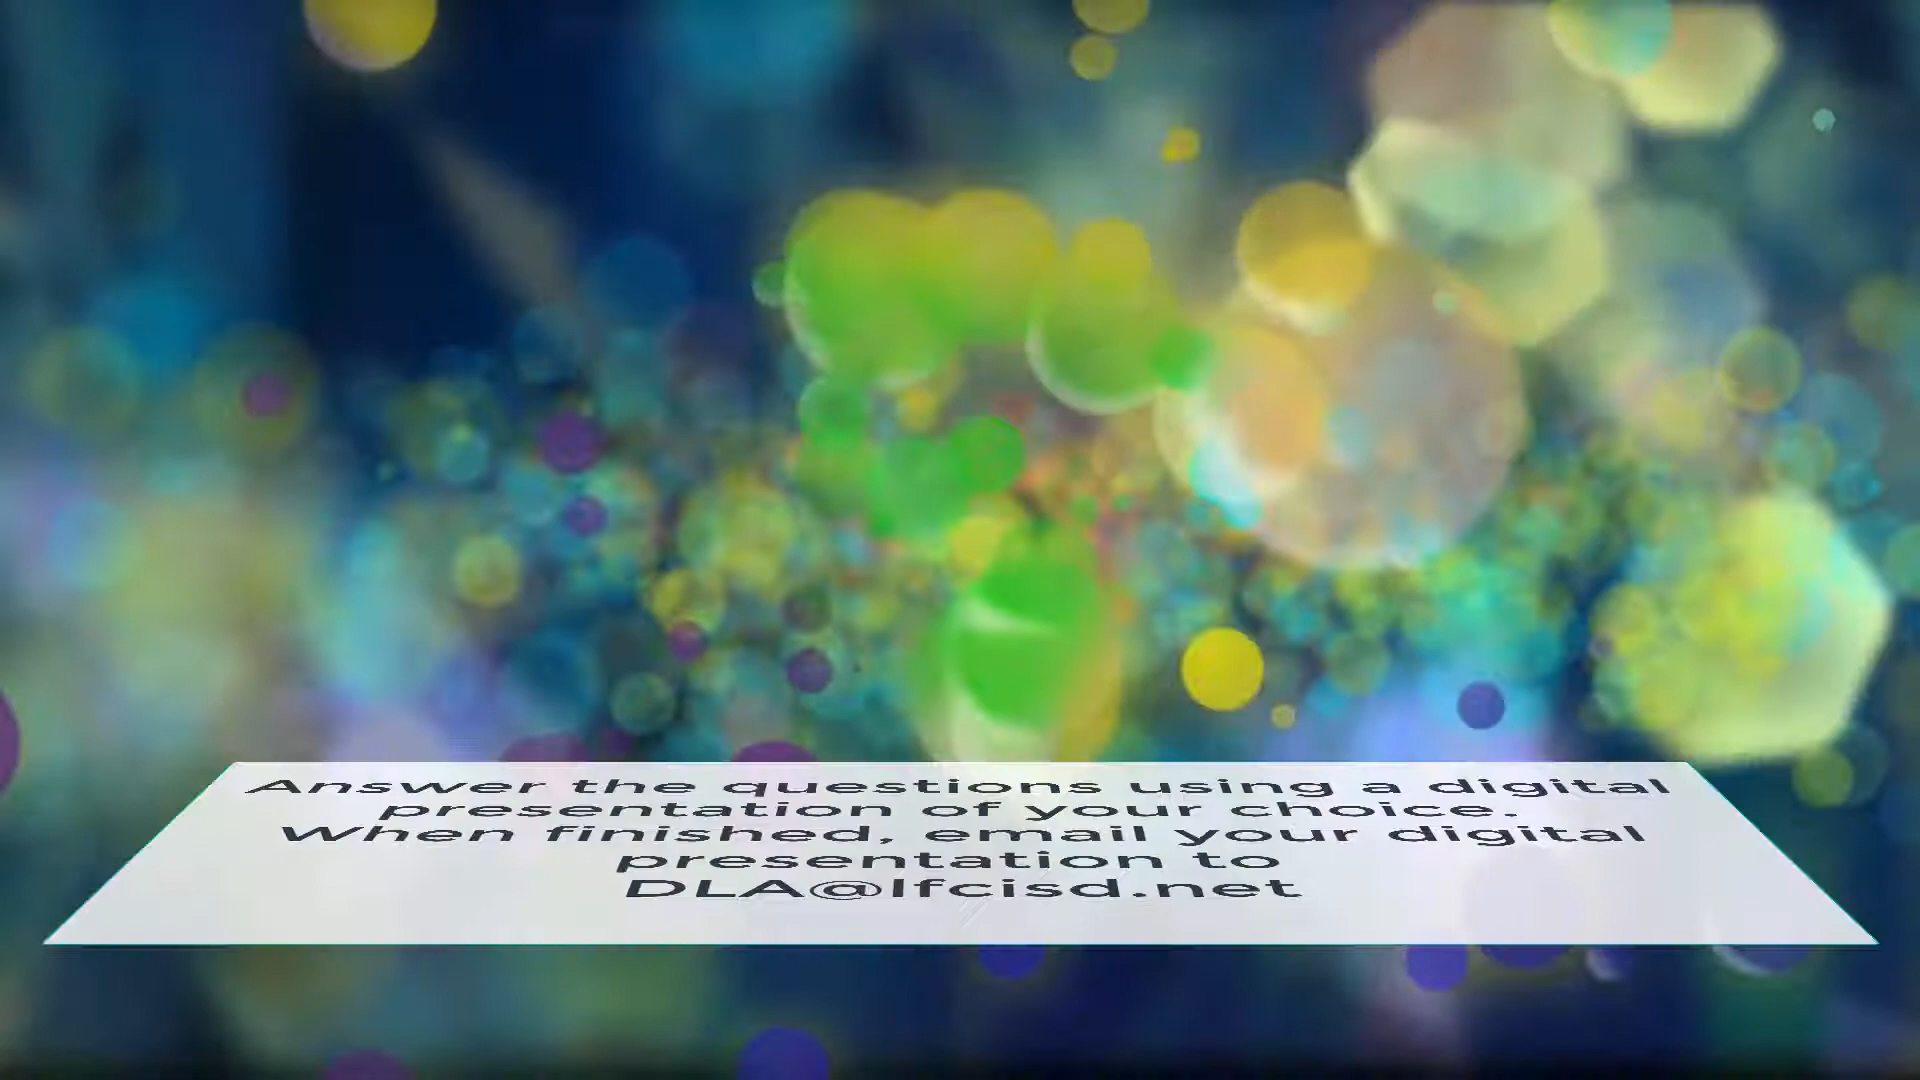 Answer the questions using a digital
presentation of your choice.
When finished, email your digital
presentation to
DLA@lfcisd.net